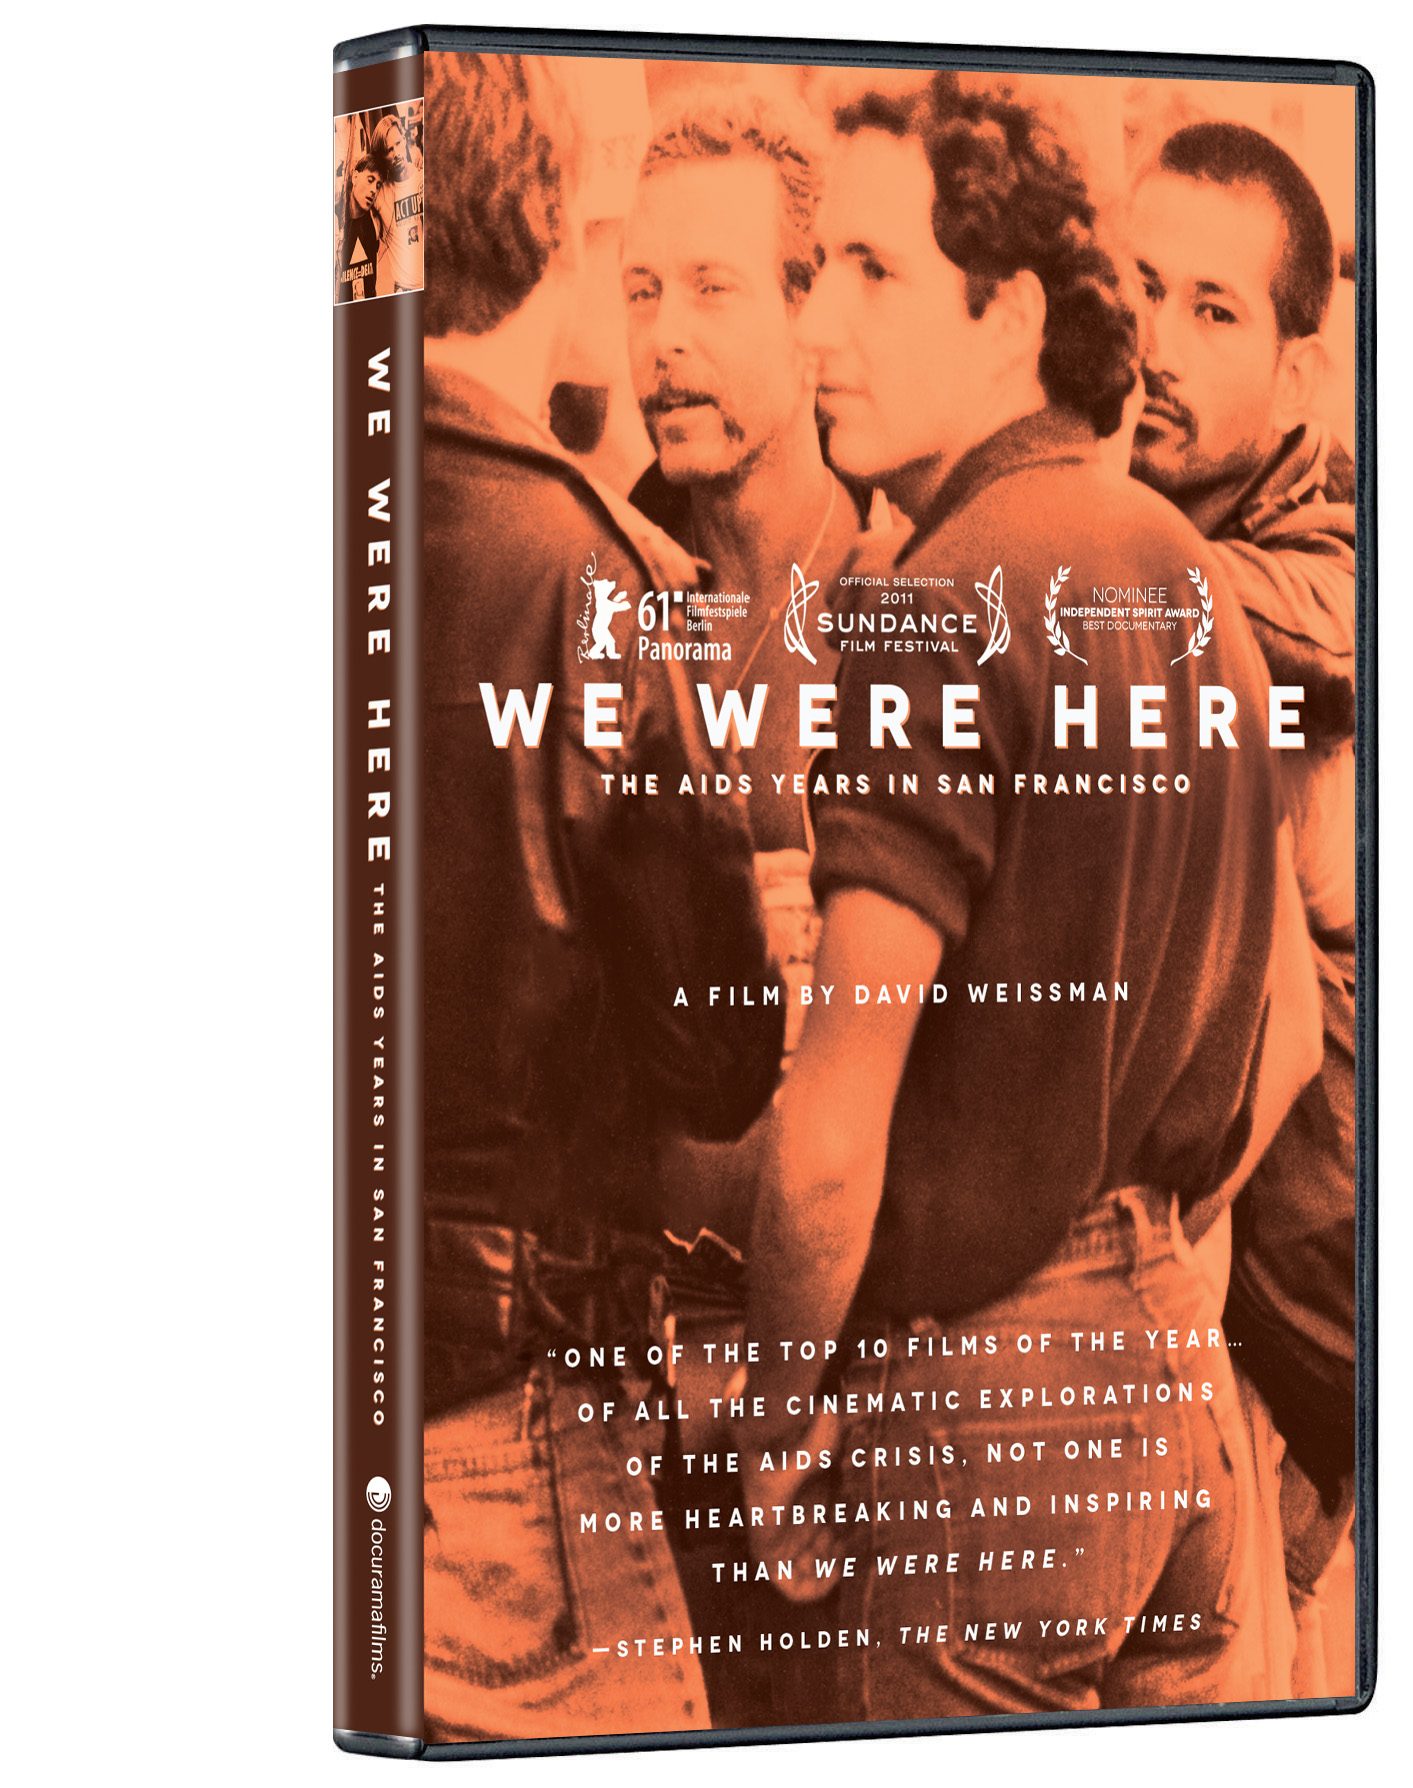 ACT UP
WE WERE HERE THE AIDS YEARS IN SAN FRANCISCO
docuramafilms.
Berlinale
61
Internationale
Filmfestspiele
Berlin
Panorama
OFFICIAL SELECTION
2011
SUNDANCE
FILM FESTIVAL
NOMINEE
INDEPENDENT SPIRIT AWARD
BEST DOCUMENTARY
WE WERE HERE
THE AIDS YEARS IN SAN FRANCISCO
A FILM BY DAVID WEISSMAN
“ONE OF THE TOP 10 FILMS OF THE YEAR...
OF ALL THE CINEMATIC EXPLORATIONS
OF THE AIDS CRISIS, NOT ONE IS
MORE HEARTBREAKING AND INSPIRING
THAN WE WERE HERE.”
—STEPHEN HOLDEN, THE NEW YORK TIMES